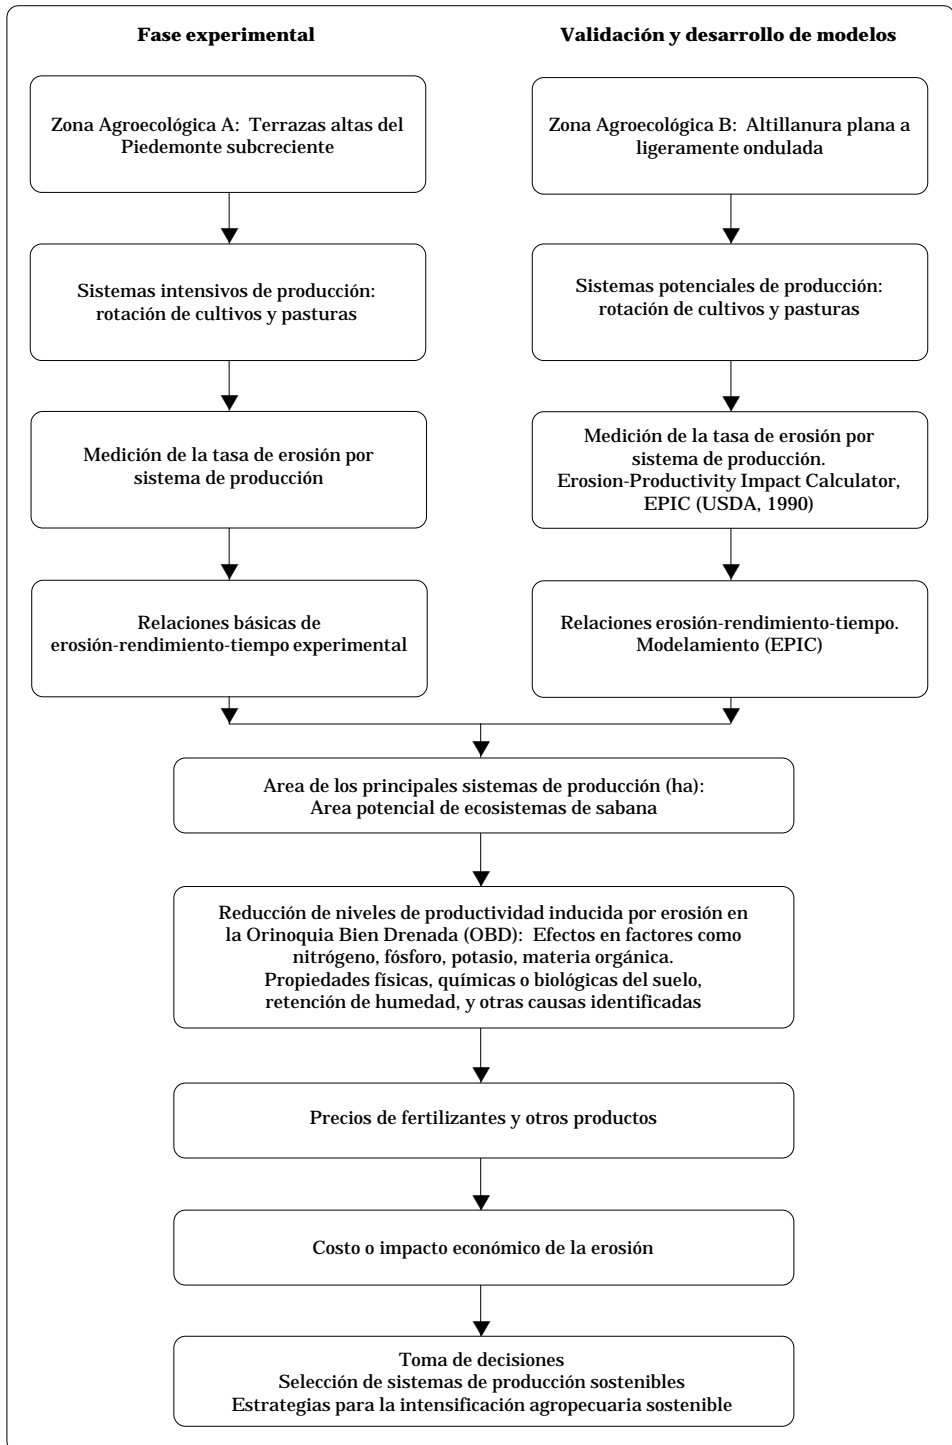 Fase experimental
Validación y desarrollo de modelos
Zona Agroecológica A: Terrazas altas del
Piedemonte subcreciente
Zona Agroecológica B: Altillanura plana a
ligeramente ondulada
Sistemas intensivos de producción:
rotación de cultivos y pasturas
Sistemas potenciales de producción:
rotación de cultivos y pasturas
Medición de la tasa de erosión por
sistema de producción
Medición de la tasa de erosión por
sistema de producción.
Erosion-Productivity Impact Calculator,
EPIC (USDA, 1990)
Relaciones básicas de
erosión-rendimiento-tiempo experimental
Relaciones erosión-rendimiento-tiempo.
Modelamiento (EPIC)
Area de los principales sistemas de producción (ha):
Area potencial de ecosistemas de sabana
Reducción de niveles de productividad inducida por erosión en
la Orinoquia Bien Drenada (OBD): Efectos en factores como
nitrógeno, fósforo, potasio, materia orgánica.
Propiedades físicas, químicas o biológicas del suelo,
retención de humedad, y otras causas identificadas
Precios de fertilizantes y otros productos
Costo o impacto económico de la erosión
Toma de decisiones
Selección de sistemas de producción sostenibles
Estrategias para la intensificación agropecuaria sostenible